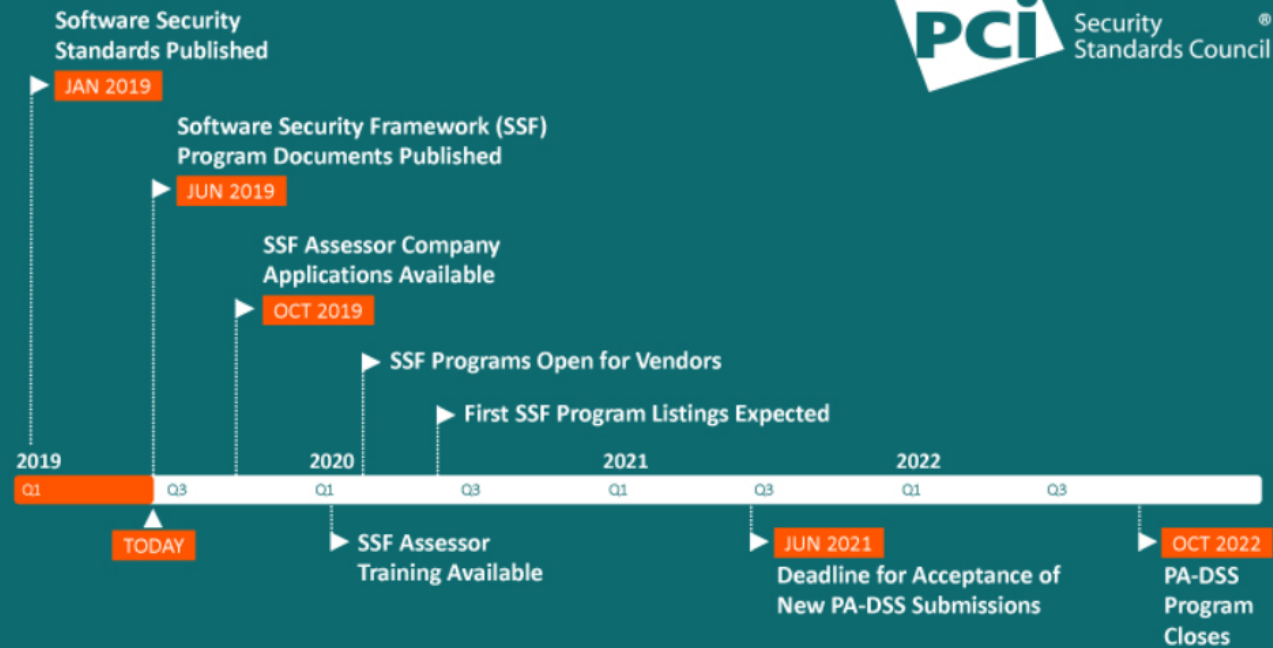 Software Security
Standards Published
JAN 2019
PCi
Security ®
Standards Council
Software Security Framework (SSF)
Program Documents Published
JUN 2019
SSF Assessor Company
Applications Available
OCT 2019
SSF Programs Open for Vendors
First SSF Program Listings Expected
2019 2020 2021 2022
Q1 Q3 Q1 Q3 Q1 Q3 Q1 Q3
TODAY
SSF Assessor
Training Available
JUN 2021
Deadline for Acceptance of
New PA-DSS Submissions
OCT 2022
PA-DSS
Program
Closes